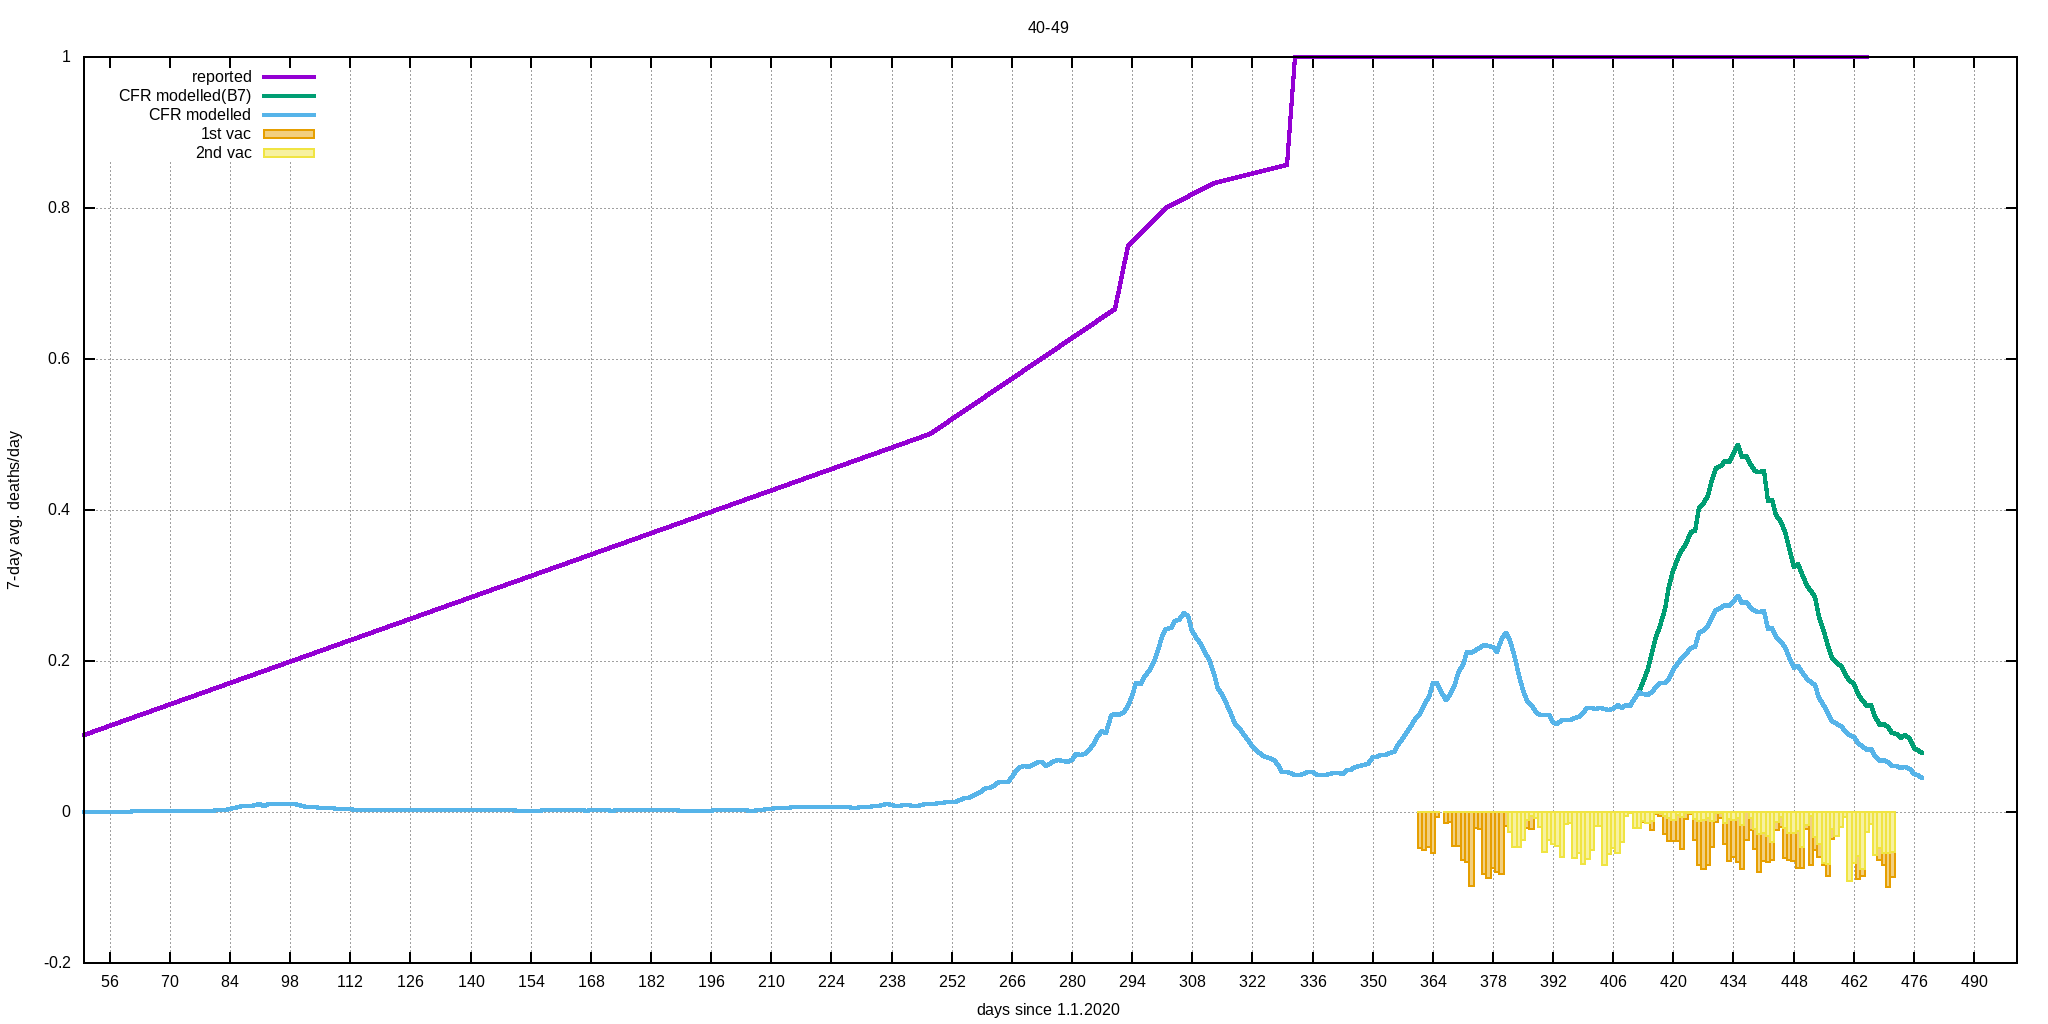 40-49
reported
CFR modelled(B7)
CFR modelled
1st vac
2nd vac
1
0.8
0.6
0.4
0.2
0
-0.2
7-day avg. deaths/day
56 70 84 98 112 126 140 154 168 182 196 210 224 238 252 266 280 294 308 322 336 350 364 378 392 406 420 434 448 462 476 490
days since 1.1.2020